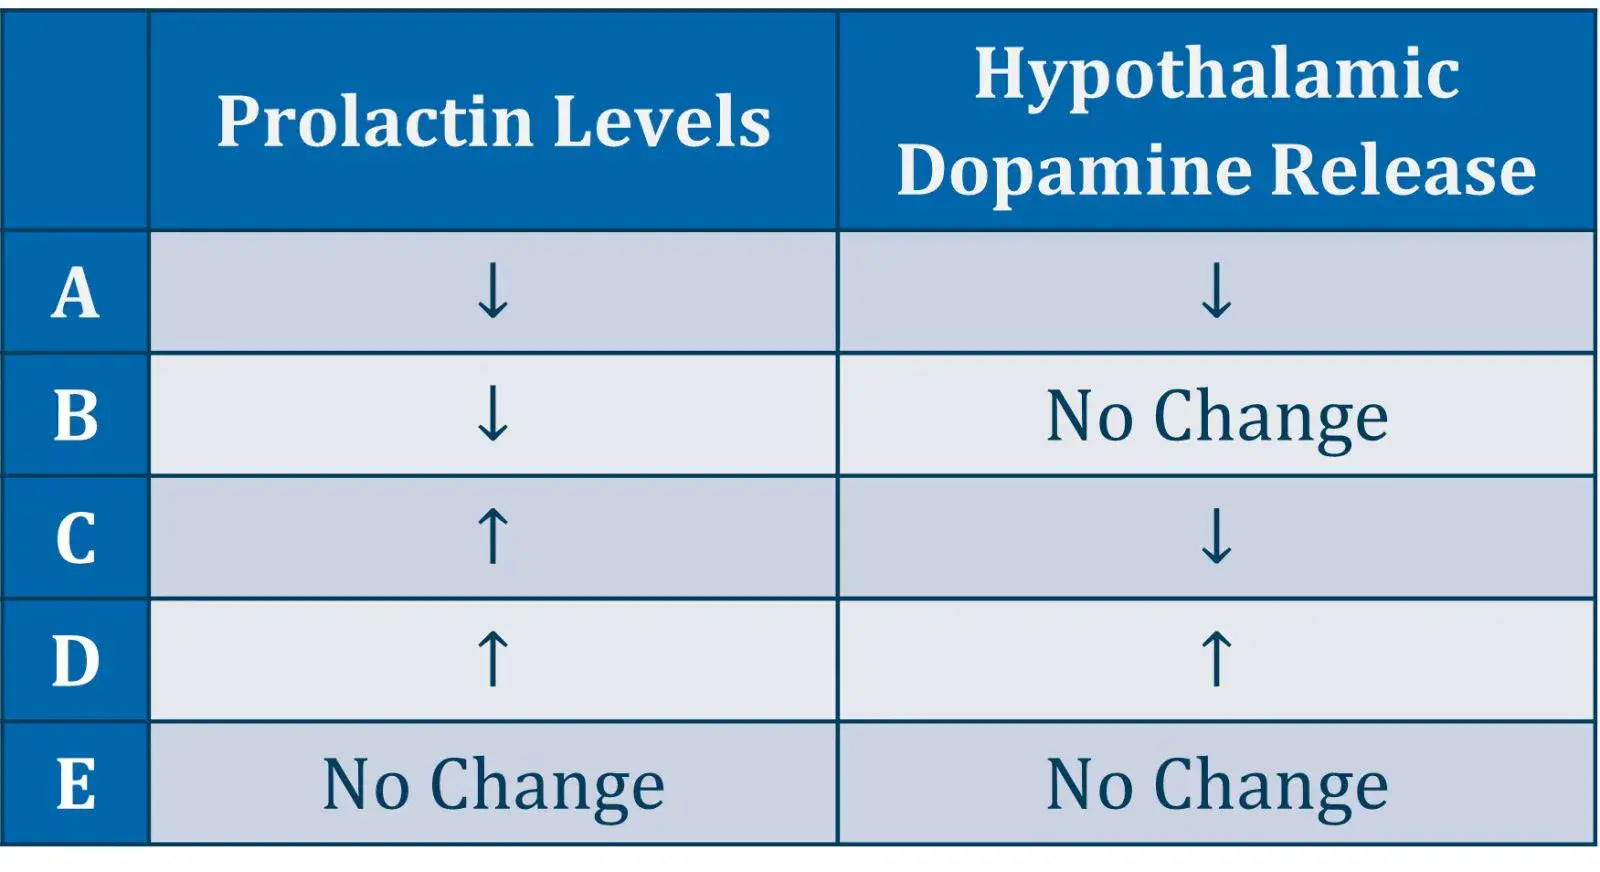 Prolactin Levels
Hypothalamic
Dopamine Release
A ↓ ↓
B ↓ No Change
C ↑ ↓
D ↑ ↑
E No Change No Change